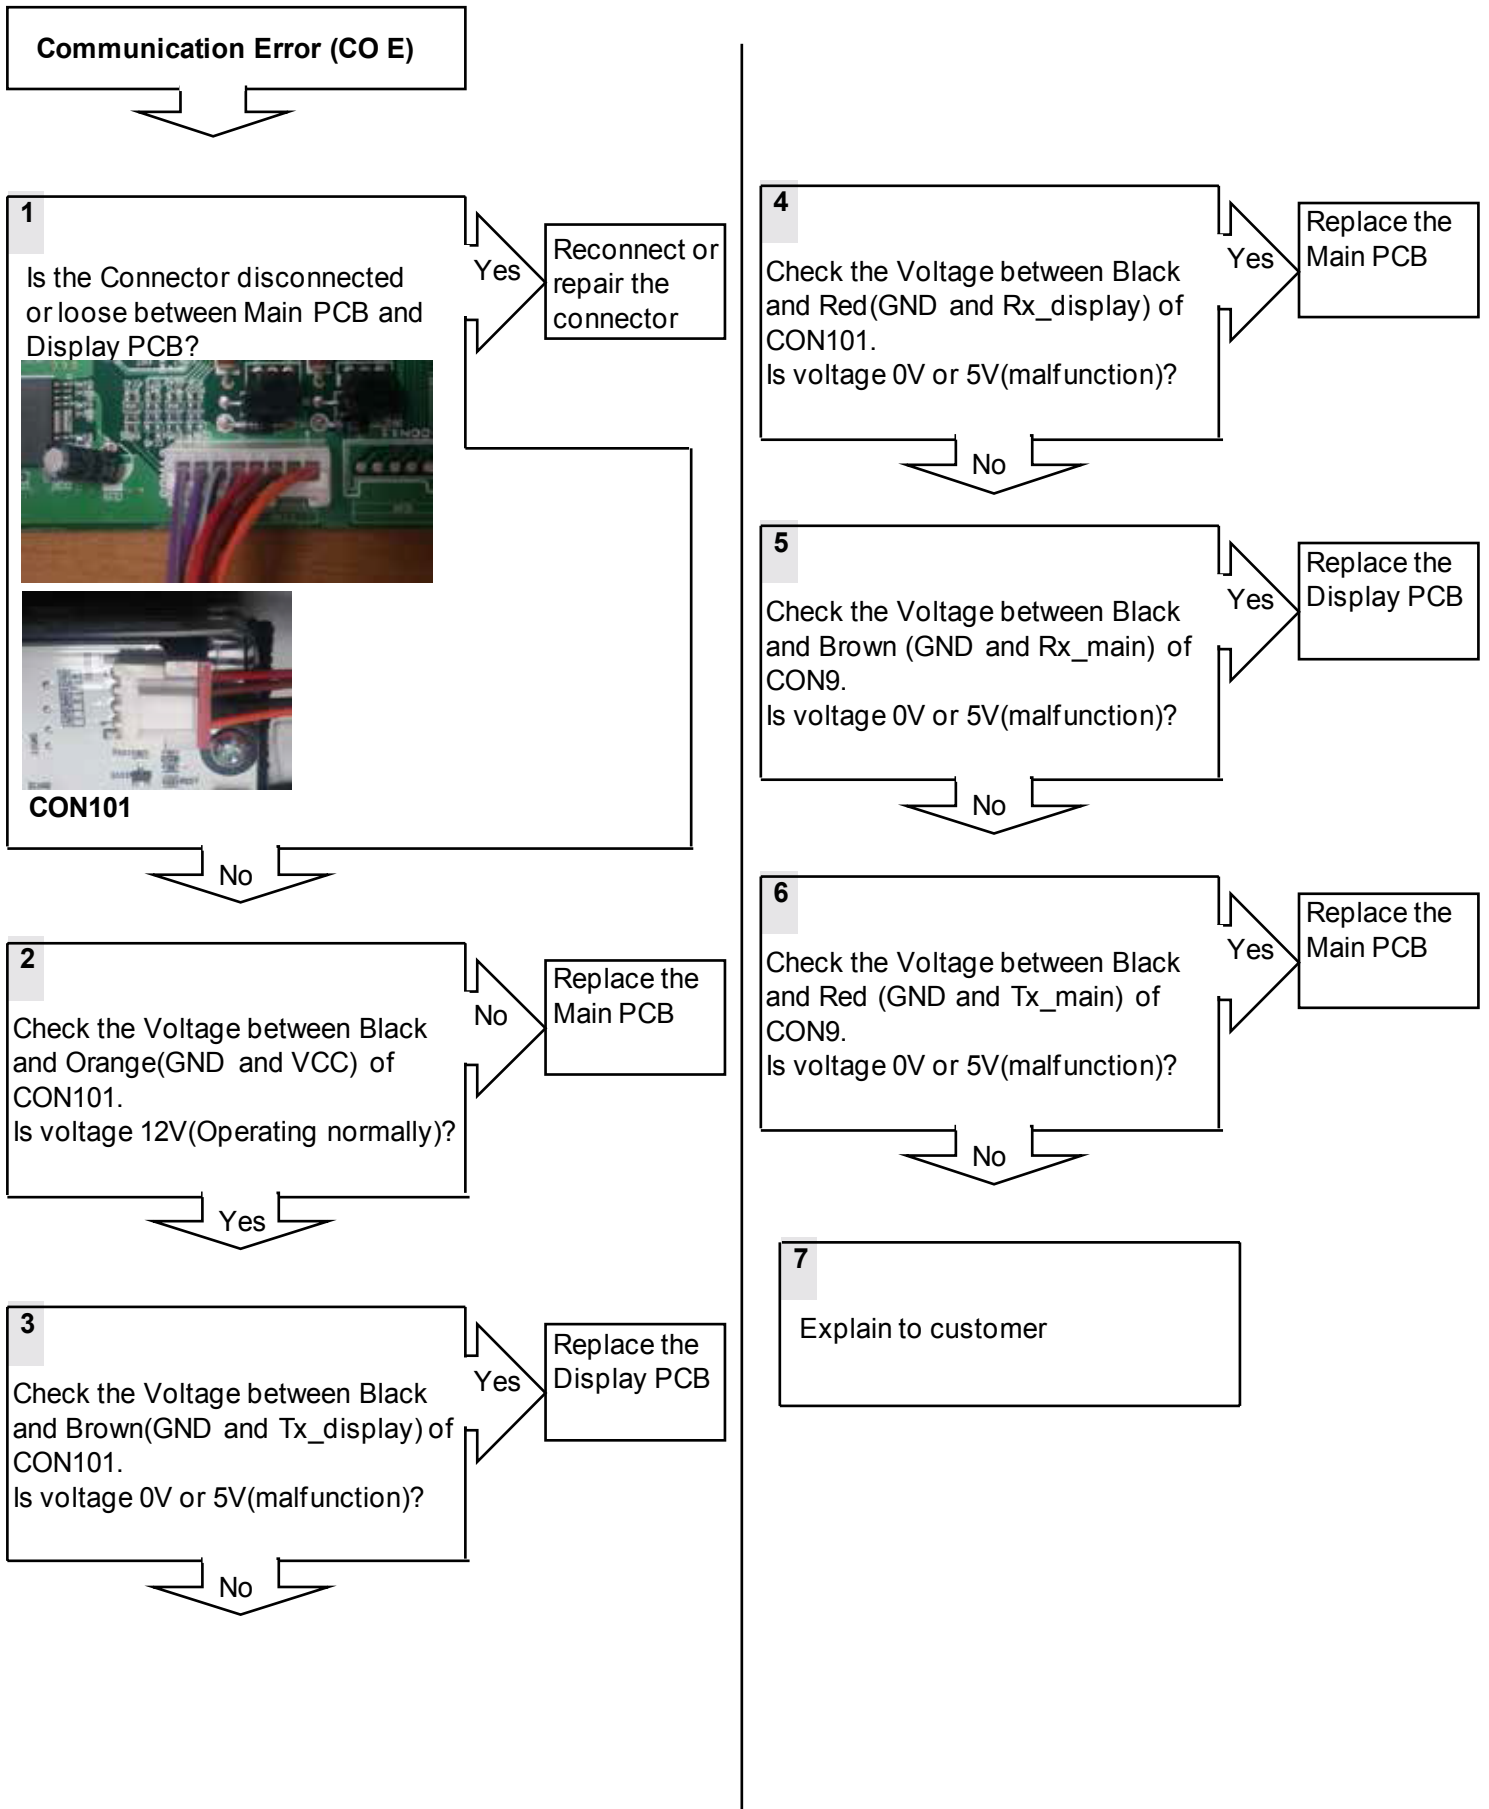 Communication Error (CO E)
1
Is the Connector disconnected
or loose between Main PCB and
Display PCB?
Yes
Reconnect or
repair the
connector
CON101
No
2
Check the Voltage between Black
and Orange(GND and VCC) of
CON101.
Is voltage 12V(Operating normally)?
No
Replace the
Main PCB
Yes
3
Check the Voltage between Black
and Brown(GND and Tx_display) of
CON101.
Is voltage 0V or 5V(malfunction)?
Yes
Replace the
Display PCB
No
4
Check the Voltage between Black
and Red(GND and Rx_display) of
CON101.
Is voltage 0V or 5V(malfunction)?
Yes
Replace the
Main PCB
No
5
Check the Voltage between Black
and Brown (GND and Rx_main) of
CON9.
Is voltage 0V or 5V(malfunction)?
Yes
Replace the
Display PCB
No
6
Check the Voltage between Black
and Red (GND and Tx_main) of
CON9.
Is voltage 0V or 5V(malfunction)?
Yes
Replace the
Main PCB
No
7
Explain to customer